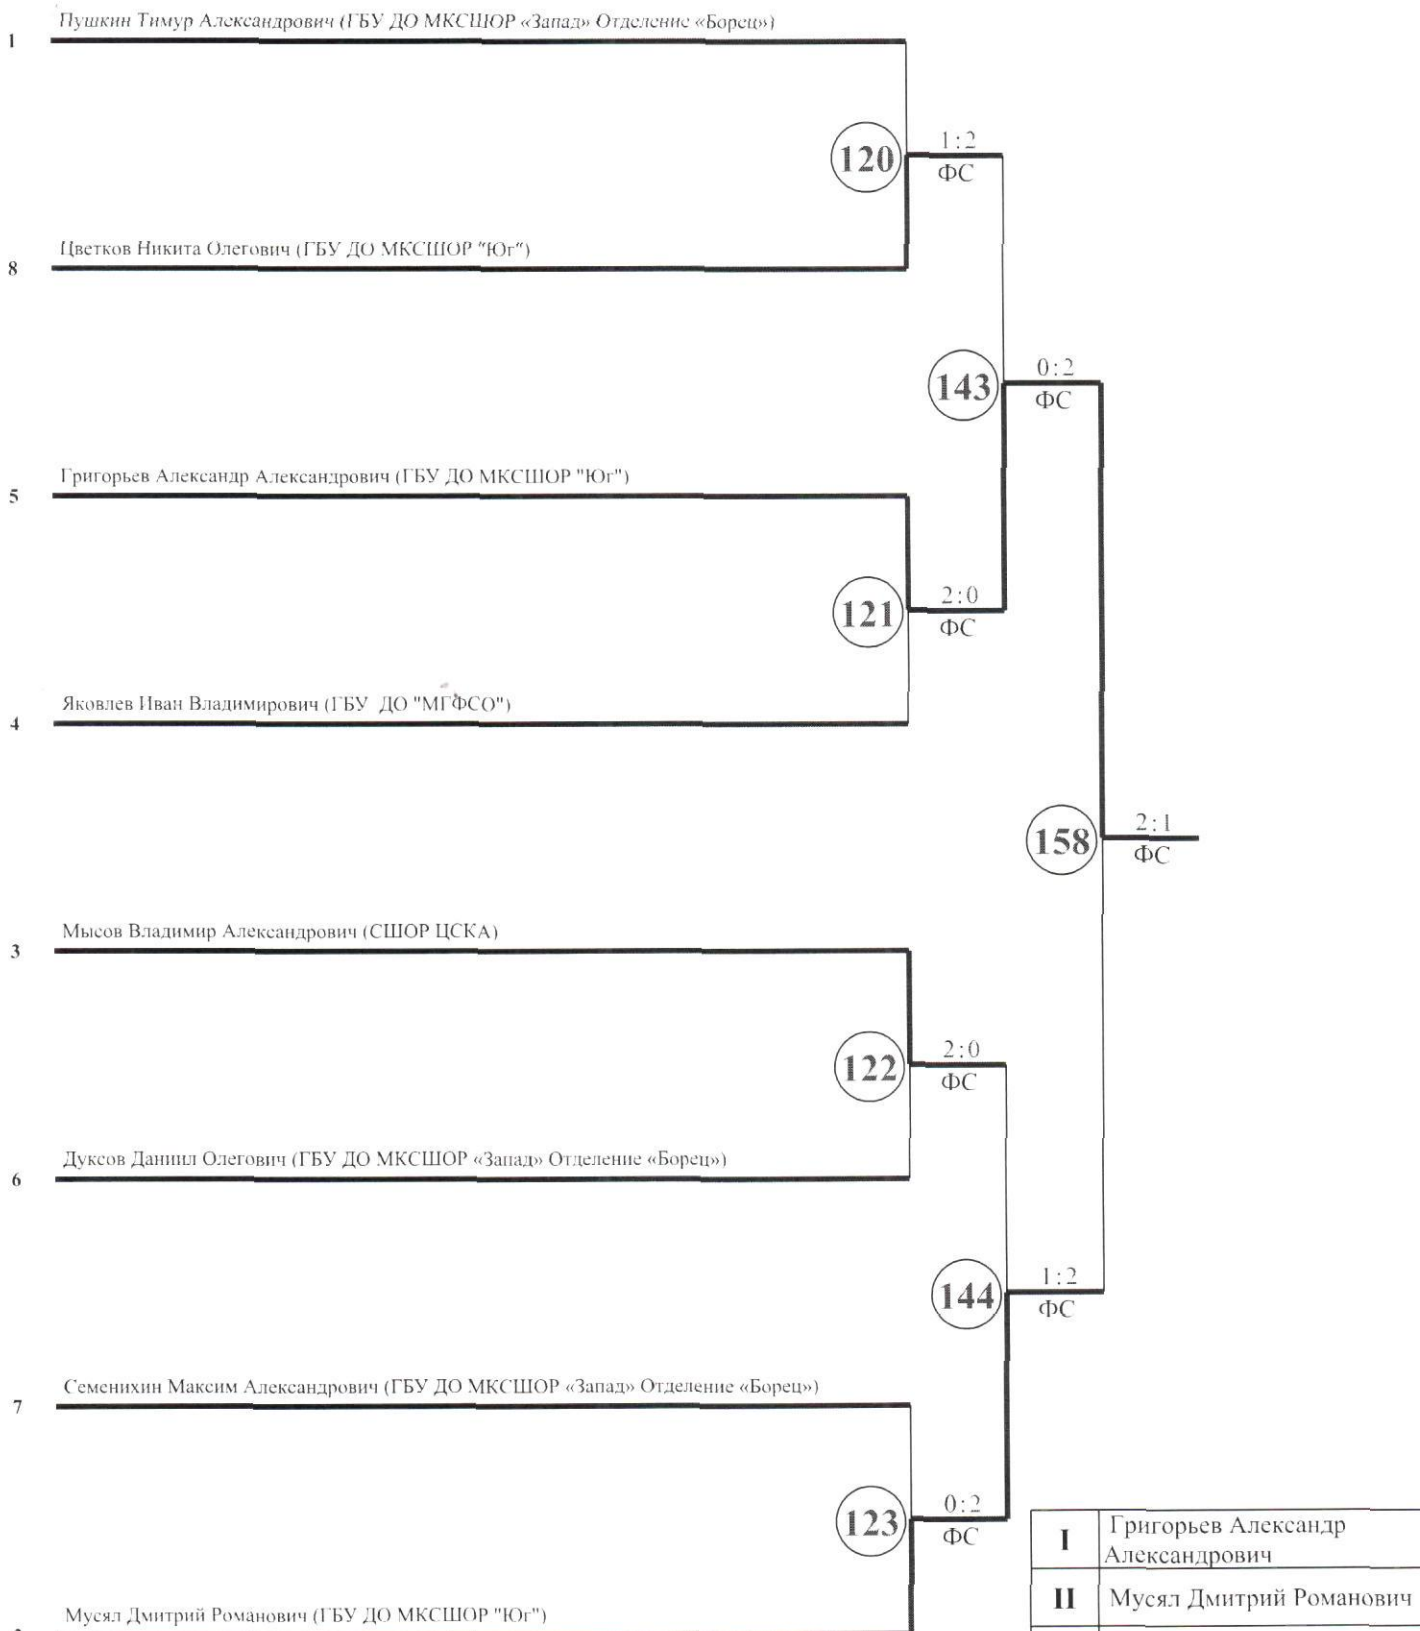 Пушкин Тимур Александрович (ГБУ ДО МКСШОР «Запад» Отделение «Борец»)
1
120
1:2
ФС
Цветков Никита Олегович (ГБУ ДО МКСШОР "Юг")
8
143
0:2
ФС
Григорьев Александр Александрович (ГБУ ДО МКСШОР "Юг")
5
121
2:0
ФС
Яковлев Иван Владимирович (ГБУ ДО "МГФСО")
4
158
2:1
ФС
Мысов Владимир Александрович (СШОР ЦСКА)
3
122
2:0
ФС
Дуксов Даниил Олегович (ГБУ ДО МКСШОР «Запад» Отделение «Борец»)
6
144
1:2
ФС
Семенихин Максим Александрович (ГБУ ДО МКСШОР «Запад» Отделение «Борец»)
7
123
0:2
ФС
I Григорьев Александр
Александрович
II Мусял Дмитрий Романович
Мусял Дмитрий Романович (ГБУ ДО МКСШОР "Юг")